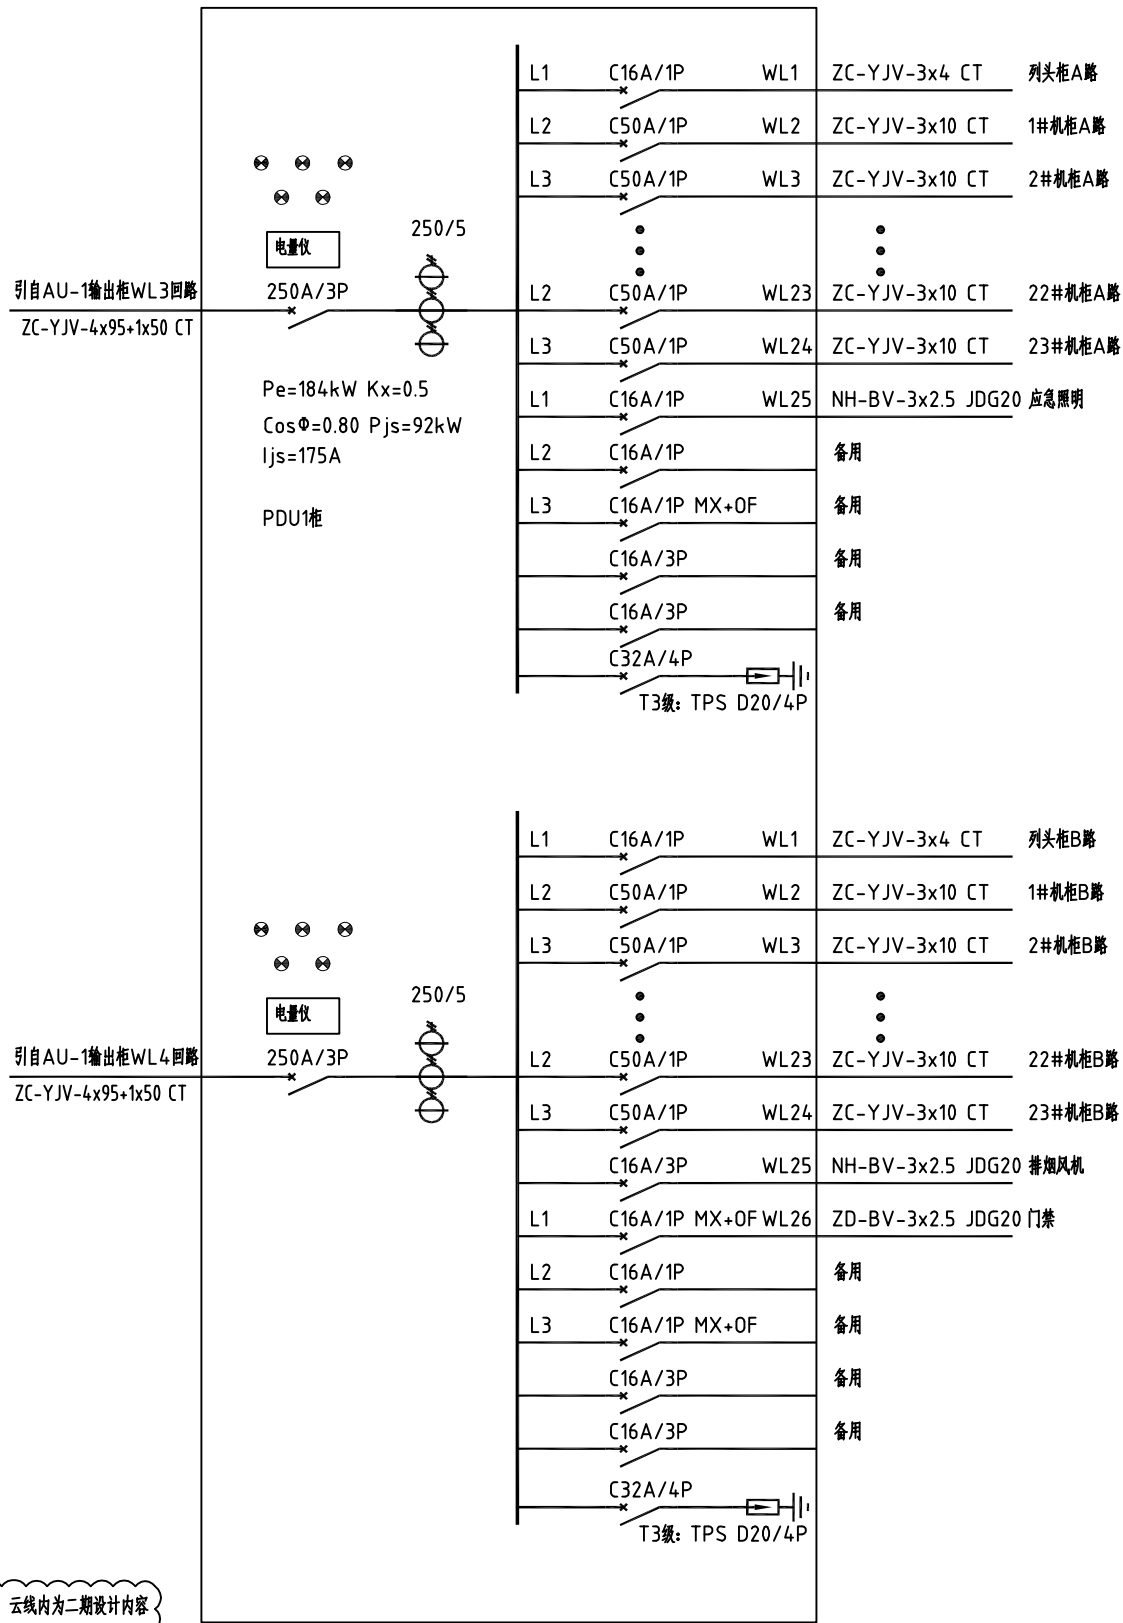 L1 C16A/1P WL1 ZC-YJV-3x4 CT 列头柜A路
L2 C50A/1P WL2 ZC-YJV-3x10 CT 1#机柜A路
L3 C50A/1P WL3 ZC-YJV-3x10 CT 2#机柜A路
250/5
电量仪
引自AU-1输出柜WL3回路 250A/3P L2 C50A/1P WL23 ZC-YJV-3x10 CT 22#机柜A路
ZC-YJV-4x95+1x50 CT
L3 C50A/1P WL24 ZC-YJV-3x10 CT 23#机柜A路
Pe=184kW Kx=0.5
L1 C16A/1P WL25 NH-BV-3x2.5 JDG20 应急照明
CosΦ=0.80 Pjs=92kW
Ijs=175A
L2 C16A/1P 备用
L3 C16A/1P MX+OF 备用
PDU1柜
C16A/3P 备用
C16A/3P 备用
C32A/4P
T3级: TPS D20/4P
L1 C16A/1P WL1 ZC-YJV-3x4 CT 列头柜B路
L2 C50A/1P WL2 ZC-YJV-3x10 CT 1#机柜B路
L3 C50A/1P WL3 ZC-YJV-3x10 CT 2#机柜B路
250/5
电量仪
引自AU-1输出柜WL4回路 250A/3P L2 C50A/1P WL23 ZC-YJV-3x10 CT 22#机柜B路
ZC-YJV-4x95+1x50 CT
L3 C50A/1P WL24 ZC-YJV-3x10 CT 23#机柜B路
C16A/3P WL25 NH-BV-3x2.5 JDG20 排烟风机
L1 C16A/1P MX+OF WL26 ZD-BV-3x2.5 JDG20 门禁
L2 C16A/1P 备用
L3 C16A/1P MX+OF 备用
C16A/3P 备用
C16A/3P 备用
C32A/4P
T3级: TPS D20/4P
云线内为二期设计内容